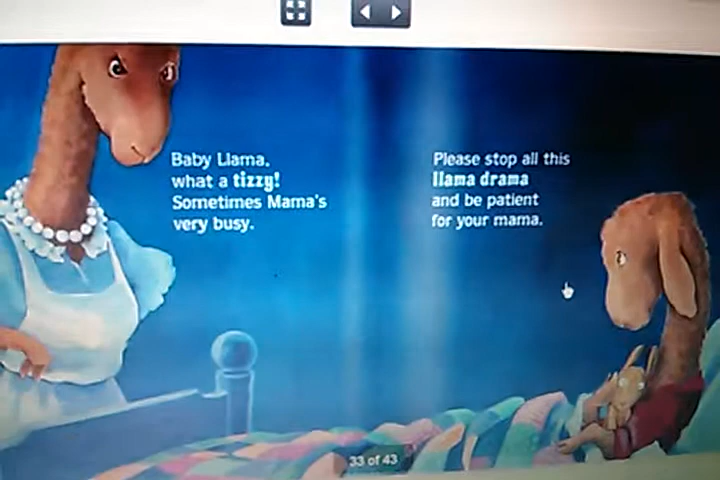 Baby Llama,
what a tizzy!
Sometimes Mama's
very busy.
Please stop all this
llama drama
and be patient
for your mama.
33 of 43